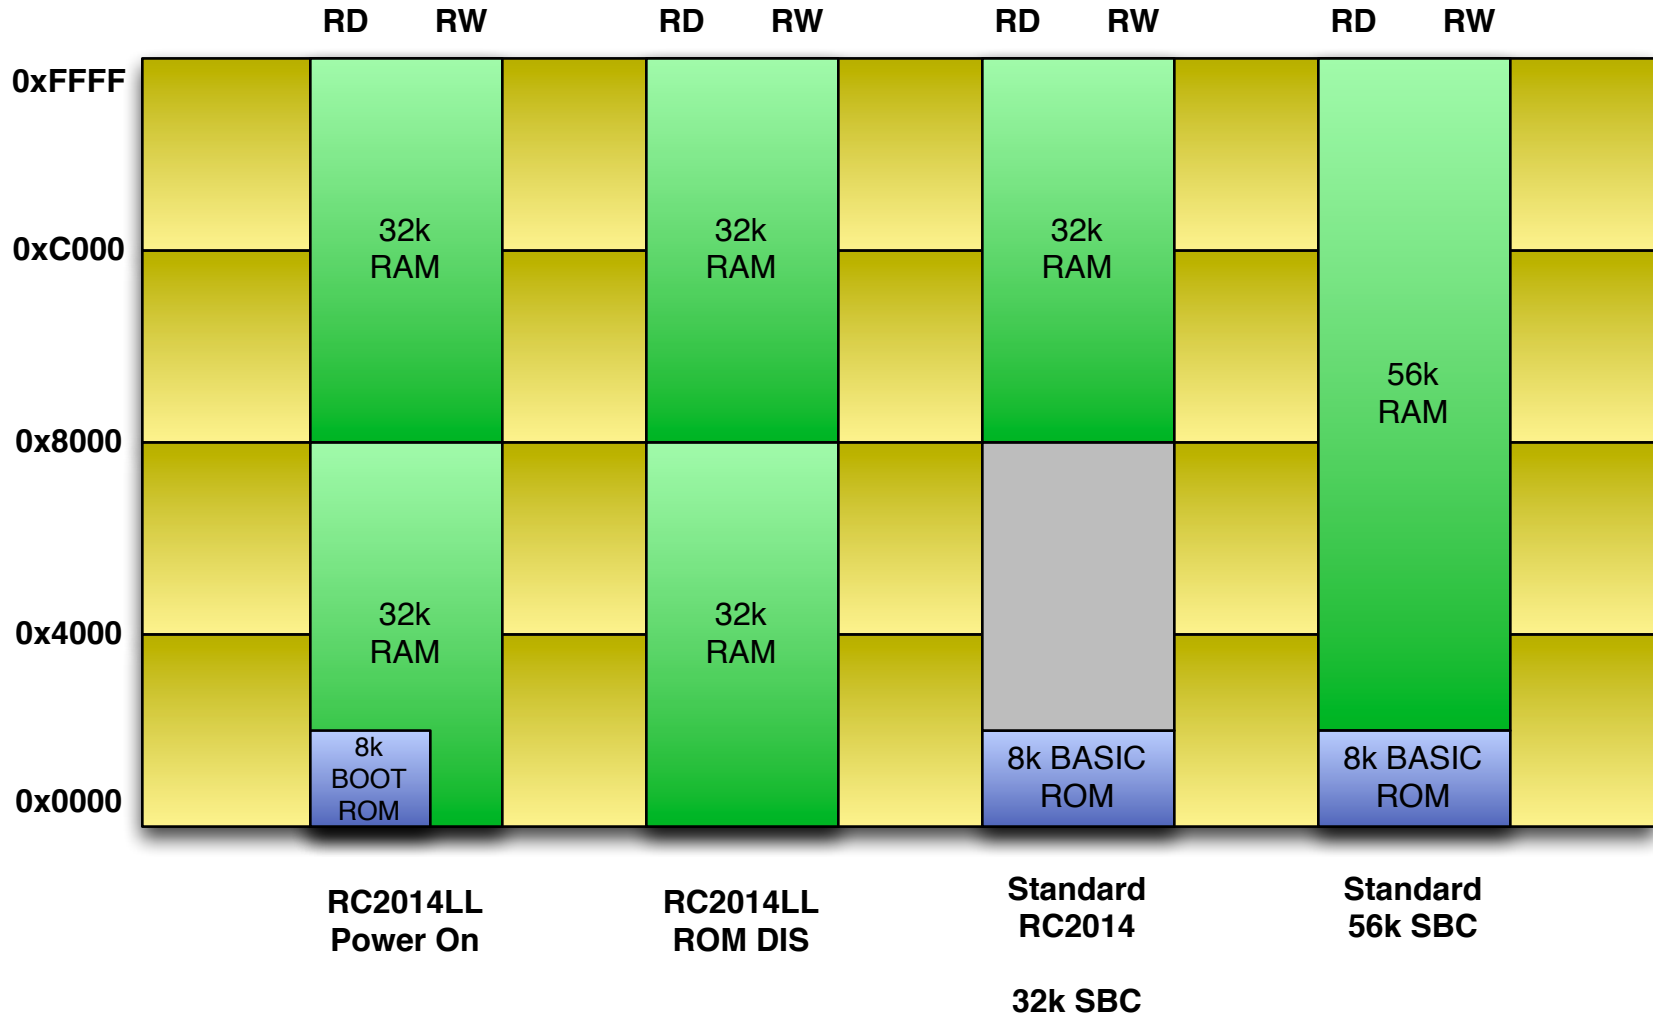 RD RW RD RW RD RW RD RW
0xFFFF
0xC000
0x8000
0x4000
0x0000
32k
RAM
32k
RAM
8k
BOOT
ROM
RC2014LL
Power On
32k
RAM
32k
RAM
RC2014LL
ROM DIS
32k
RAM
8k BASIC
ROM
Standard
RC2014
32k SBC
56k
RAM
8k BASIC
ROM
Standard
56k SBC